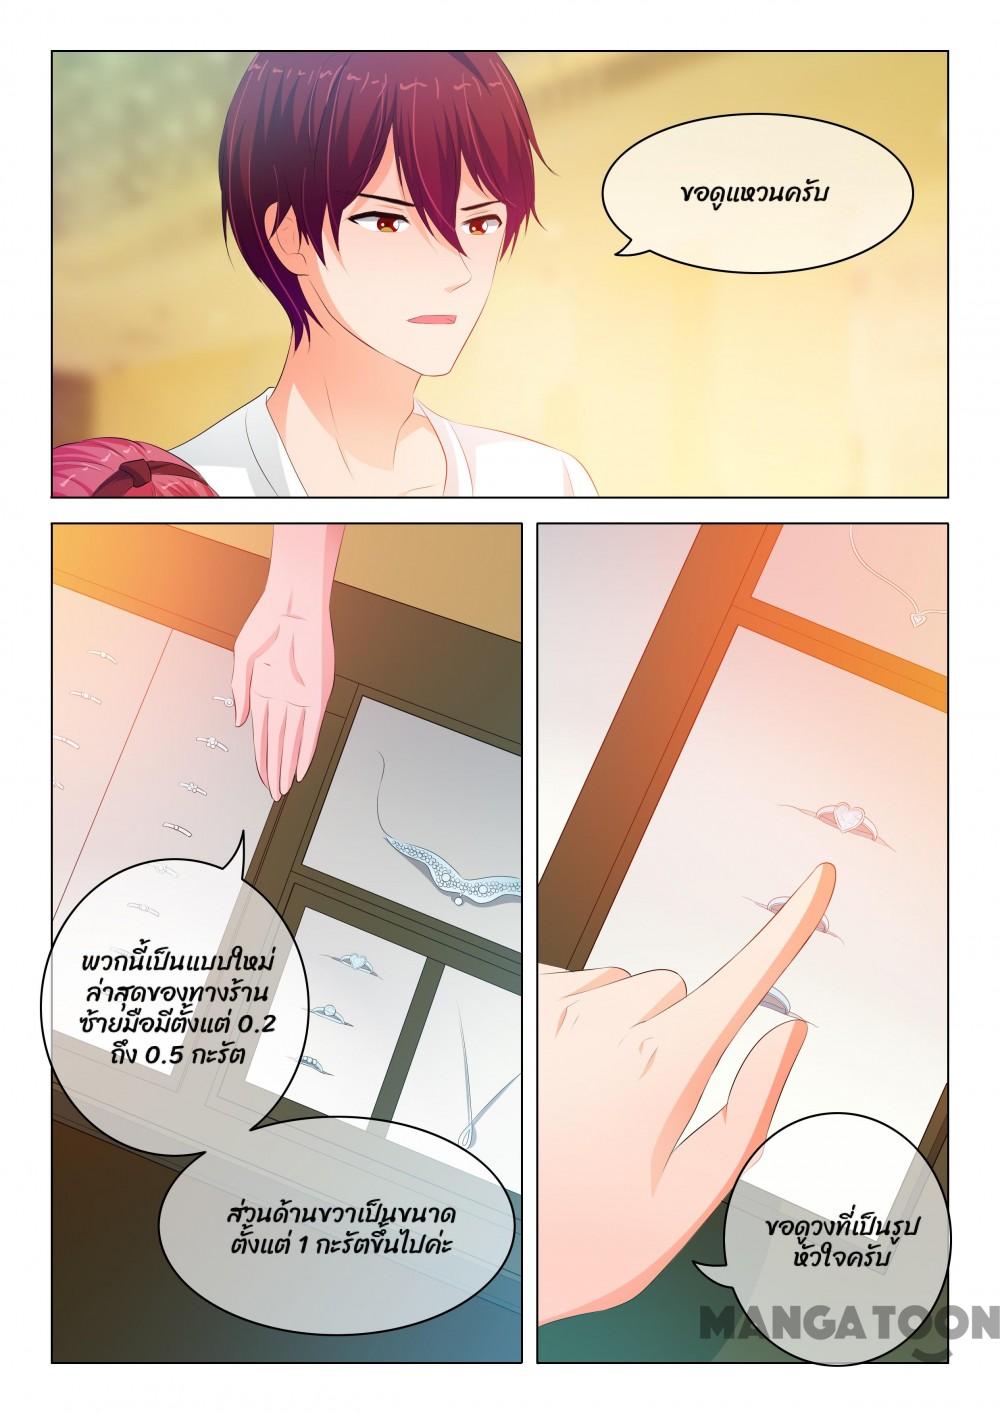 ขอดูแหวนครับ
พวกนี้เป็นแบบใหม่
ล่าสุดของทางร้าน
ซ้ายมือมีตั้งแต่ 0.2
ถึง 0.5 กะรัต
ส่วนด้านขวาเป็นขนาด
ตั้งแต่ 1 กะรัตขึ้นไปค่ะ
ขอดูวงที่เป็นรูป
หัวใจครับ
MANGATOON